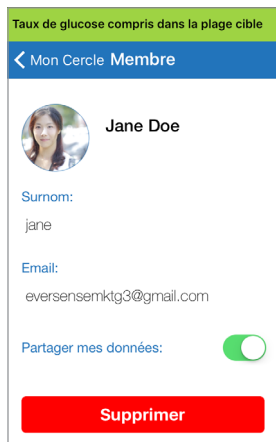 Taux de glucose compris dans la plage cible
Mon Cercle Membre
Jane Doe
Surnom:
jane
Email:
eversensemktg3@gmail.com
Partager mes données:
Supprimer